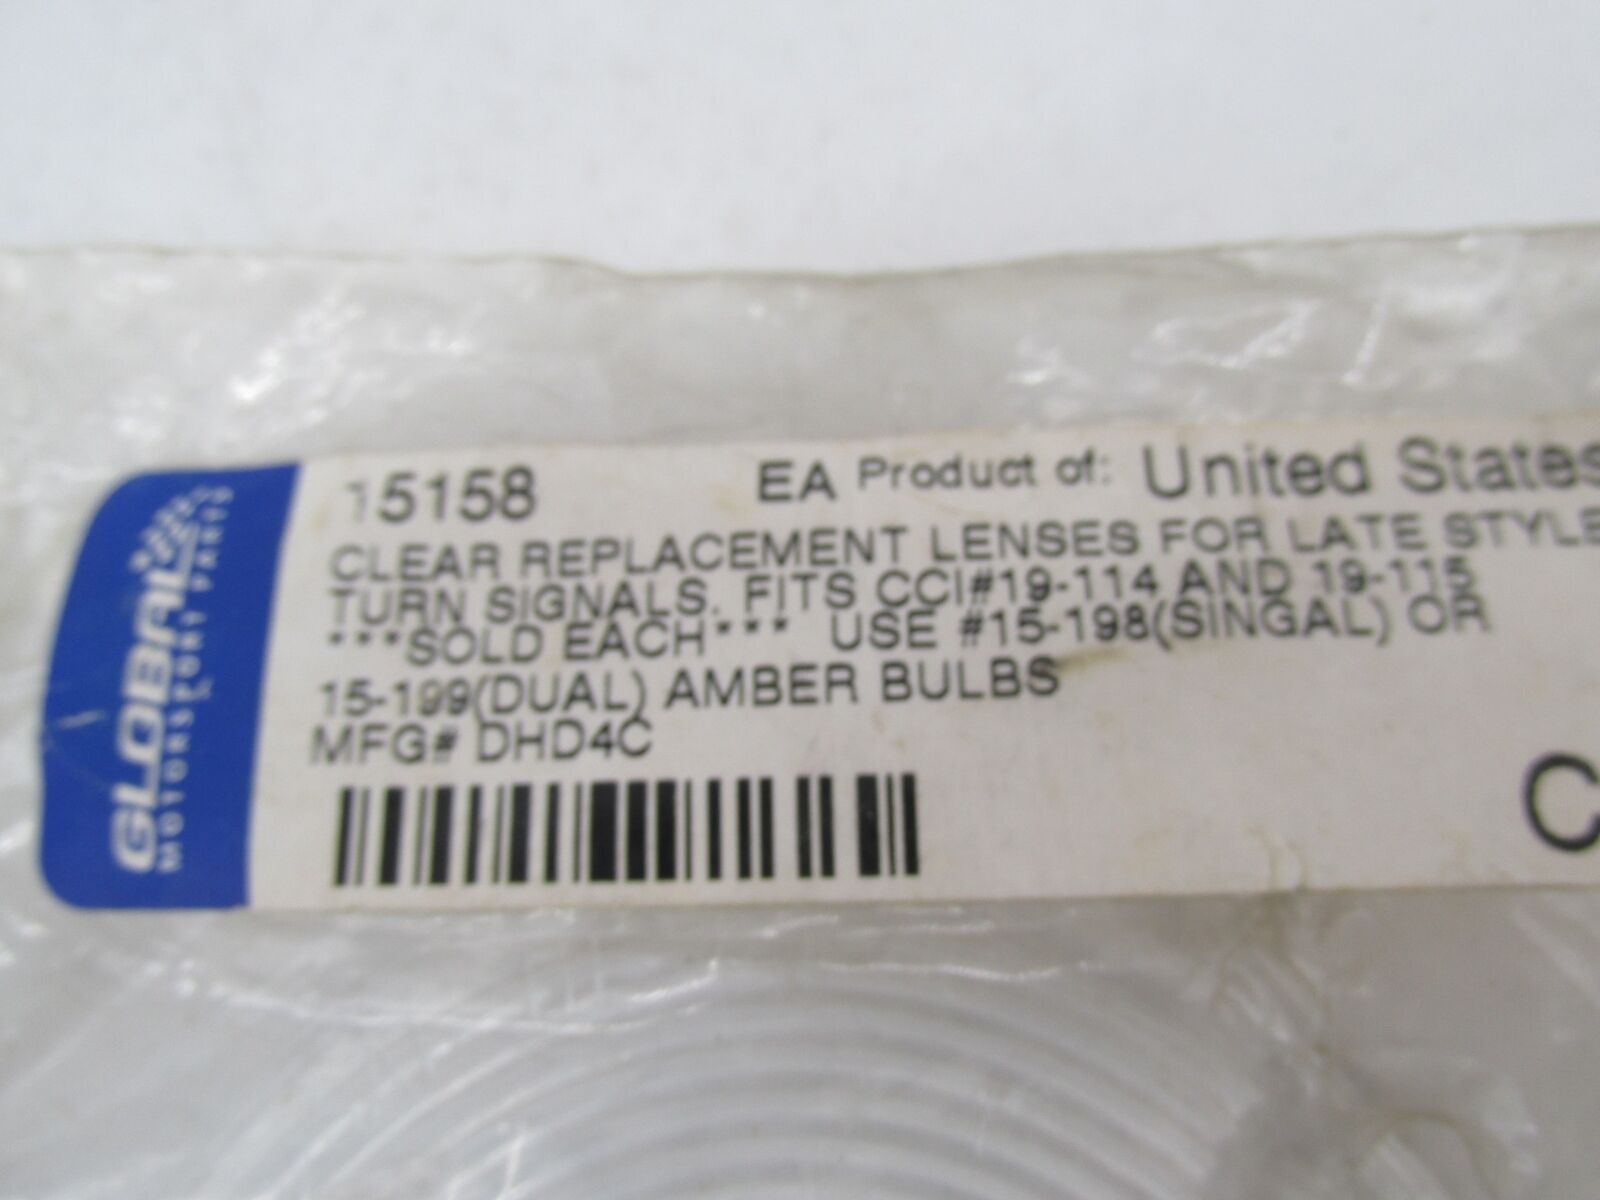 15158 EA Product of: United States
CLEAR REPLACEMENT LENSES FOR LATE STYLE
TURN SIGNALS. FITS CCI#19-114 AND 19-115
***SOLD EACH*** USE #15-198(SINGAL) OR
15-199(DUAL) AMBER BULBS
MFG# DHD4C
C
GLOBAL
MOTORSPORT PARTS